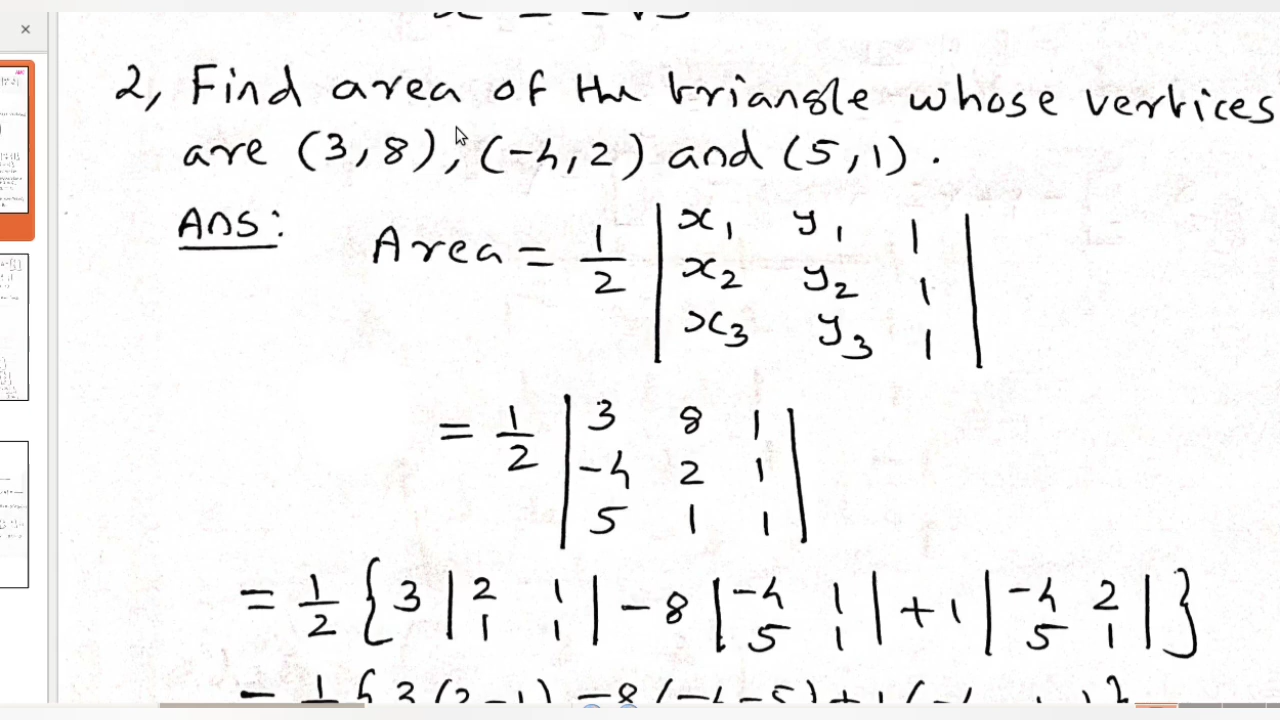 2, Find area of the triangle whose vertices
are (3,8), (-4,2) and (5,1).
Ans: Area = 1/2 | x₁ y₁ 1 |
| x₂ y₂ 1 |
| x₃ y₃ 1 |
= 1/2 | 3 8 1 |
| -4 2 1 |
| 5 1 1 |
= 1/2 { 3 | 2 1 | - 8 | -4 1 | + 1 | -4 2 | }
| 1 1 | | 5 1 | | 5 1 |